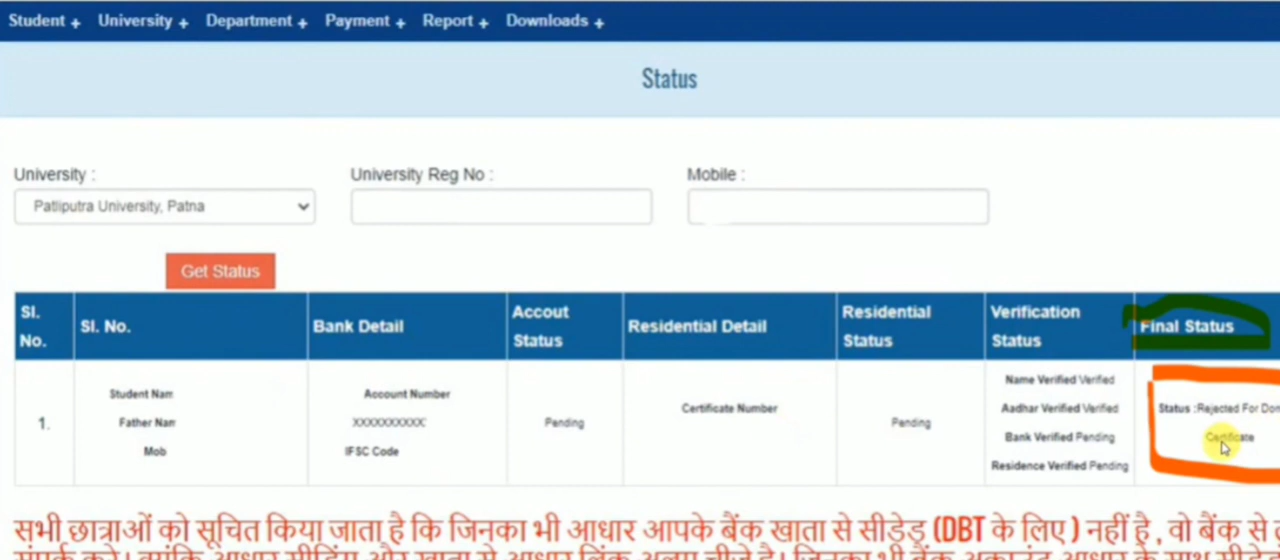 Student + University + Department + Payment + Report + Downloads +
Status
University : University Reg No : Mobile :
Patliputra University, Patna
Get Status
Sl. No. Sl. No. Bank Detail Accout Status Residential Detail Residential Status Verification Status Final Status
1.
Student Nam
Father Nam
Mob
Account Number
XXXXXXXXXX
IFSC Code
Pending
Certificate Number
Pending
Name Verified Verified
Aadhar Verified Verified
Bank Verified Pending
Residence Verified Pending
Status :Rejected For Dom
Certificate
सभी छात्राओं को सूचित किया जाता है कि जिनका भी आधार आपके बैंक खाता से सीडेड (DBT के लिए ) नहीं है , वो बैंक से